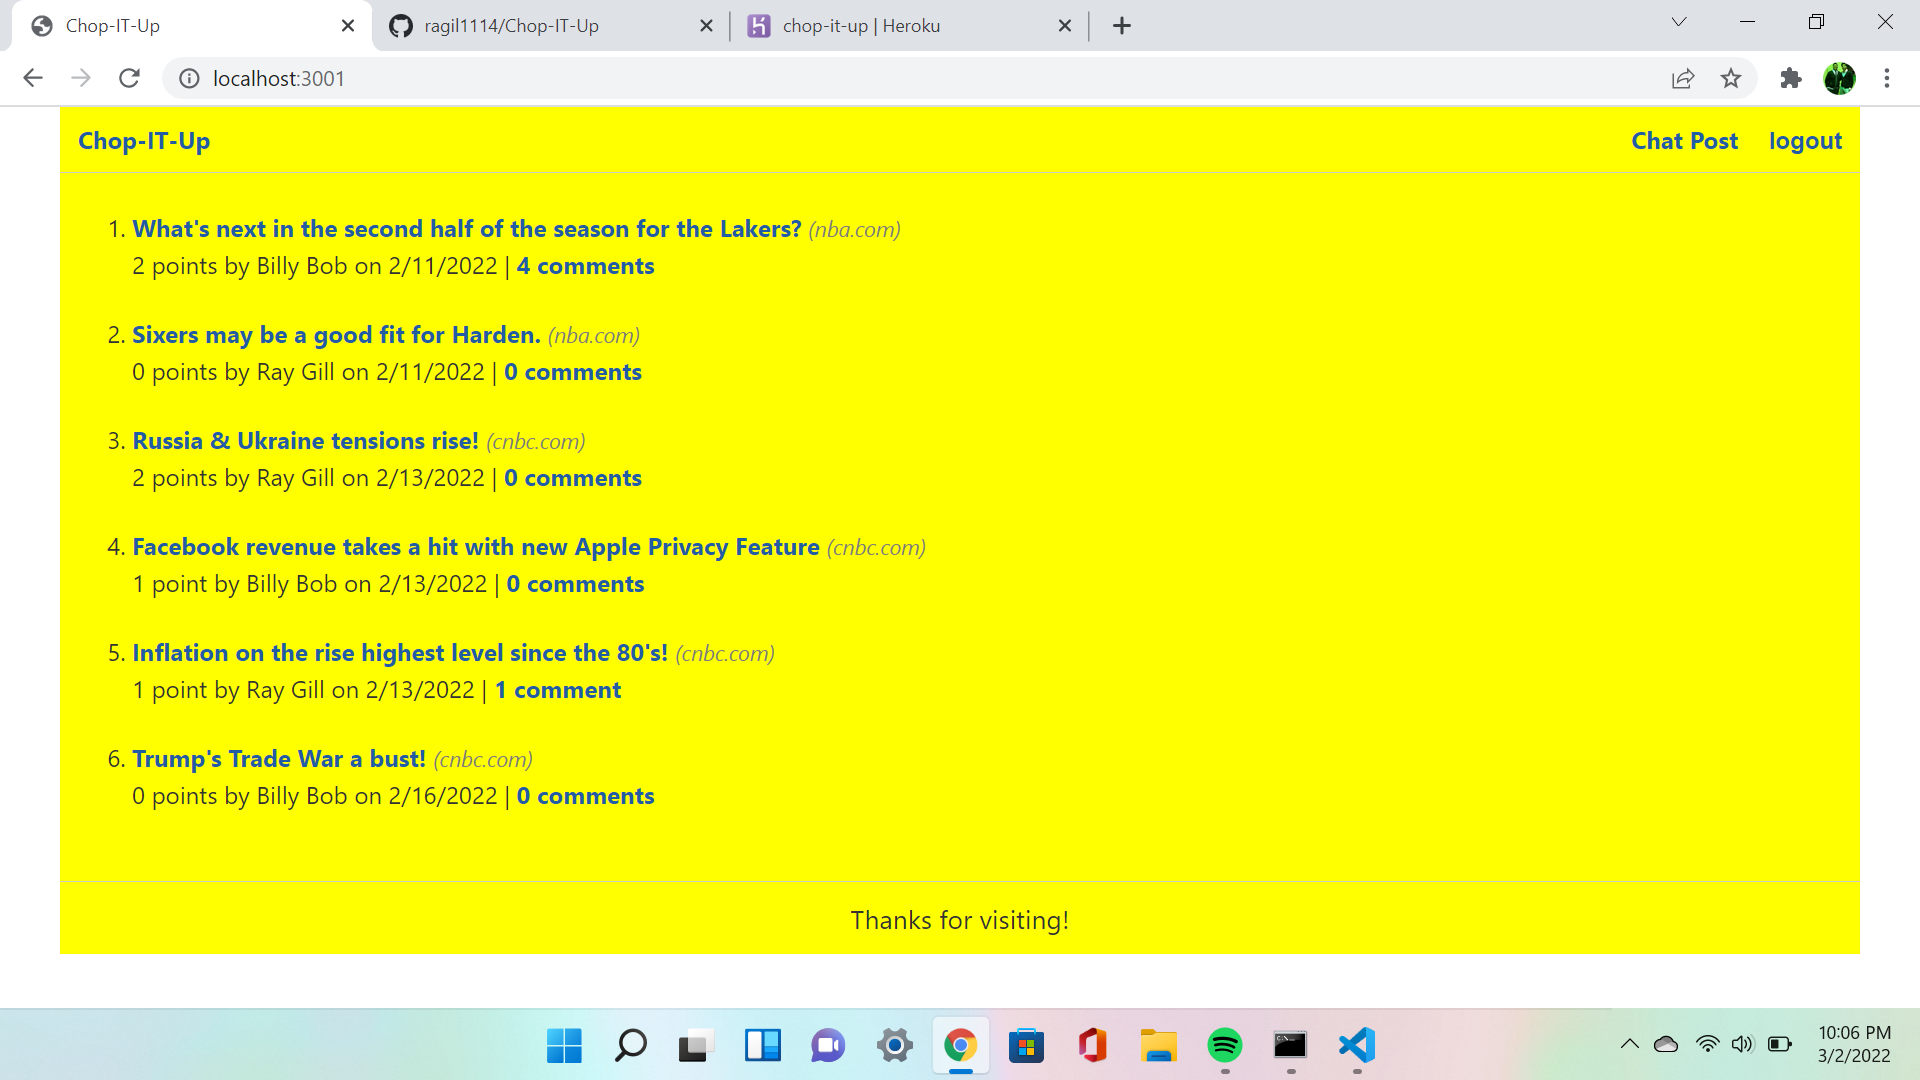 Chop-IT-Up
ragil1114/Chop-IT-Up
chop-it-up | Heroku
localhost:3001
Chop-IT-Up
Chat Post
logout
1. What's next in the second half of the season for the Lakers? (nba.com)
2 points by Billy Bob on 2/11/2022 | 4 comments
2. Sixers may be a good fit for Harden. (nba.com)
0 points by Ray Gill on 2/11/2022 | 0 comments
3. Russia & Ukraine tensions rise! (cnbc.com)
2 points by Ray Gill on 2/13/2022 | 0 comments
4. Facebook revenue takes a hit with new Apple Privacy Feature (cnbc.com)
1 point by Billy Bob on 2/13/2022 | 0 comments
5. Inflation on the rise highest level since the 80's! (cnbc.com)
1 point by Ray Gill on 2/13/2022 | 1 comment
6. Trump's Trade War a bust! (cnbc.com)
0 points by Billy Bob on 2/16/2022 | 0 comments
Thanks for visiting!
10:06 PM
3/2/2022